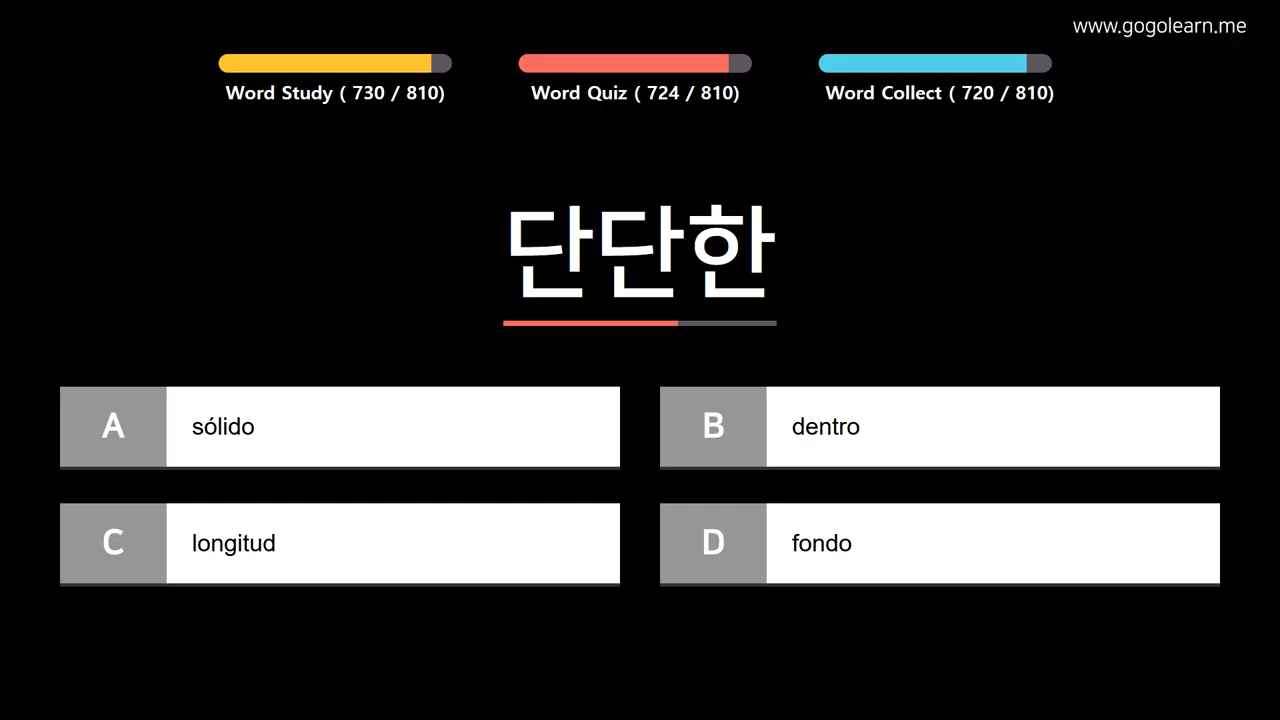 www.gogolearn.me
Word Study ( 730 / 810)
Word Quiz ( 724 / 810)
Word Collect ( 720 / 810)
단단한
A sólido
B dentro
C longitud
D fondo